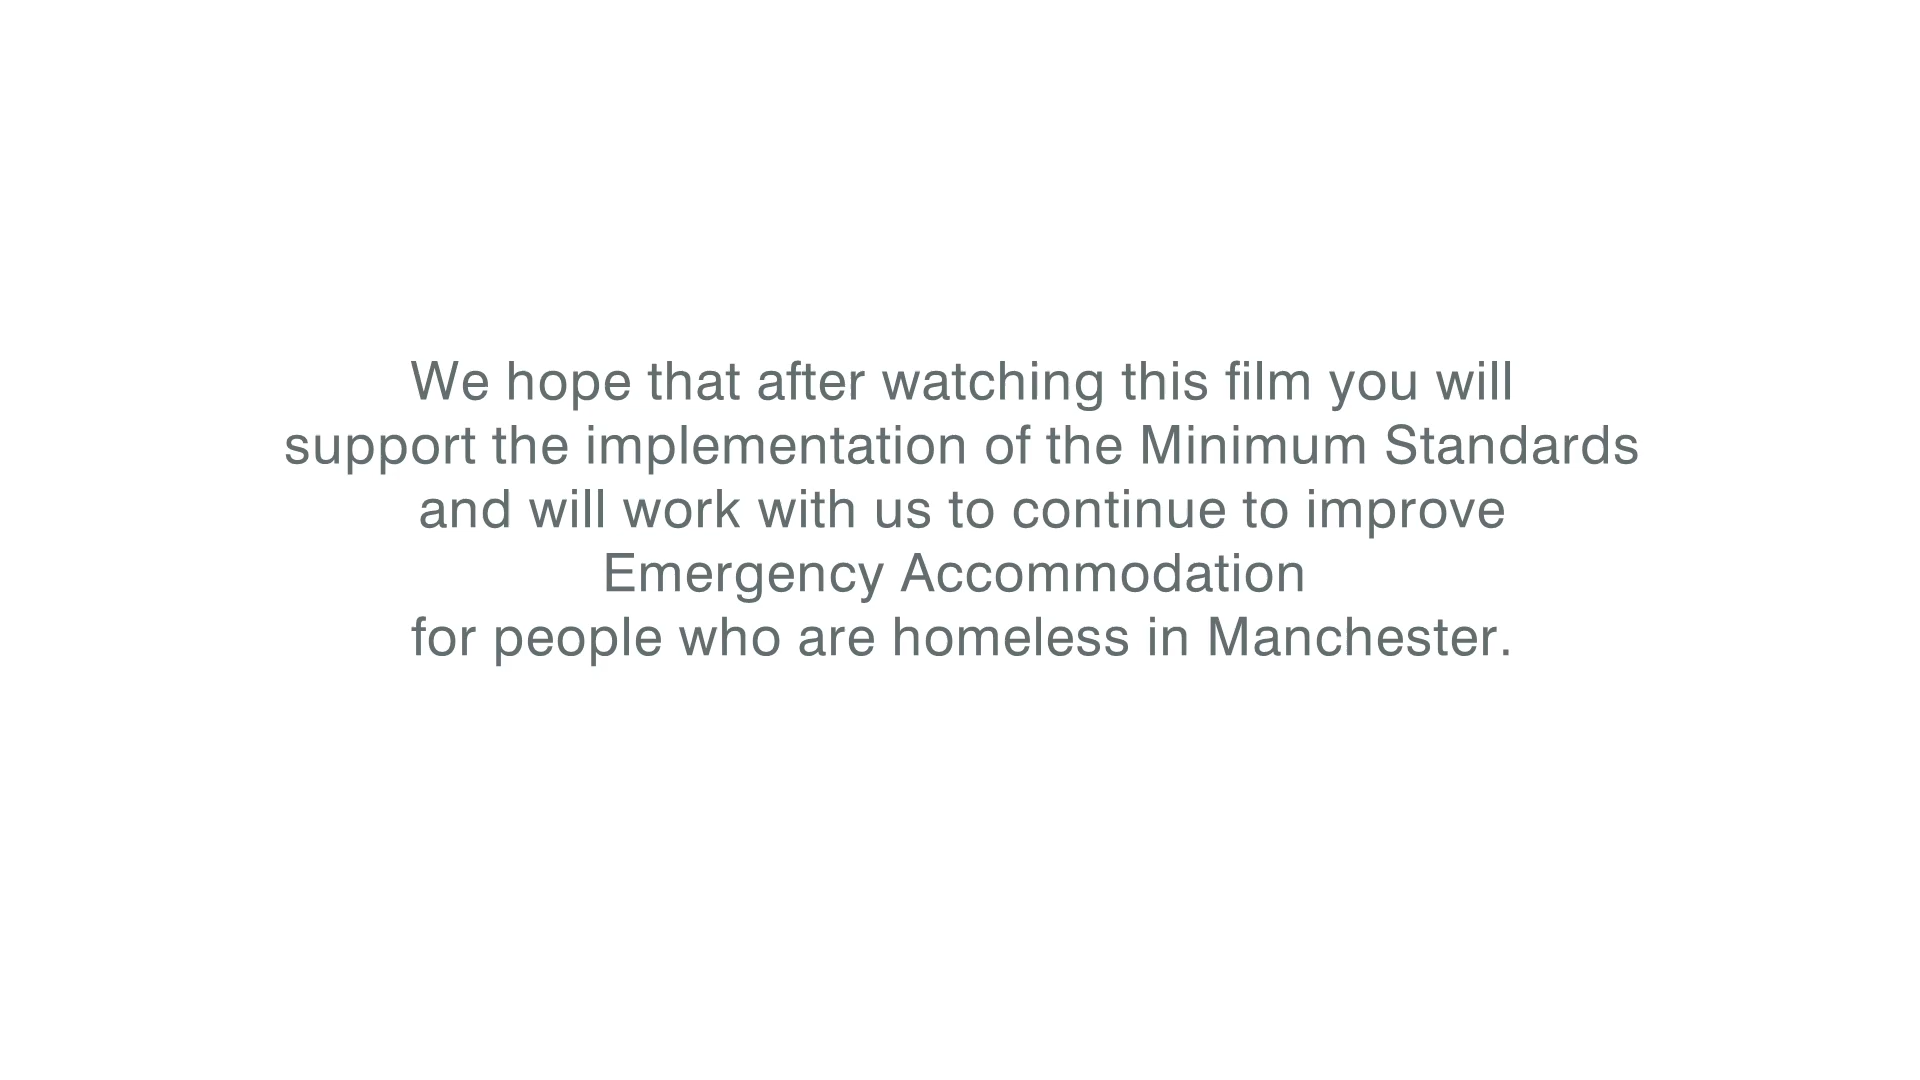 We hope that after watching this film you will
support the implementation of the Minimum Standards
and will work with us to continue to improve
Emergency Accommodation
for people who are homeless in Manchester.